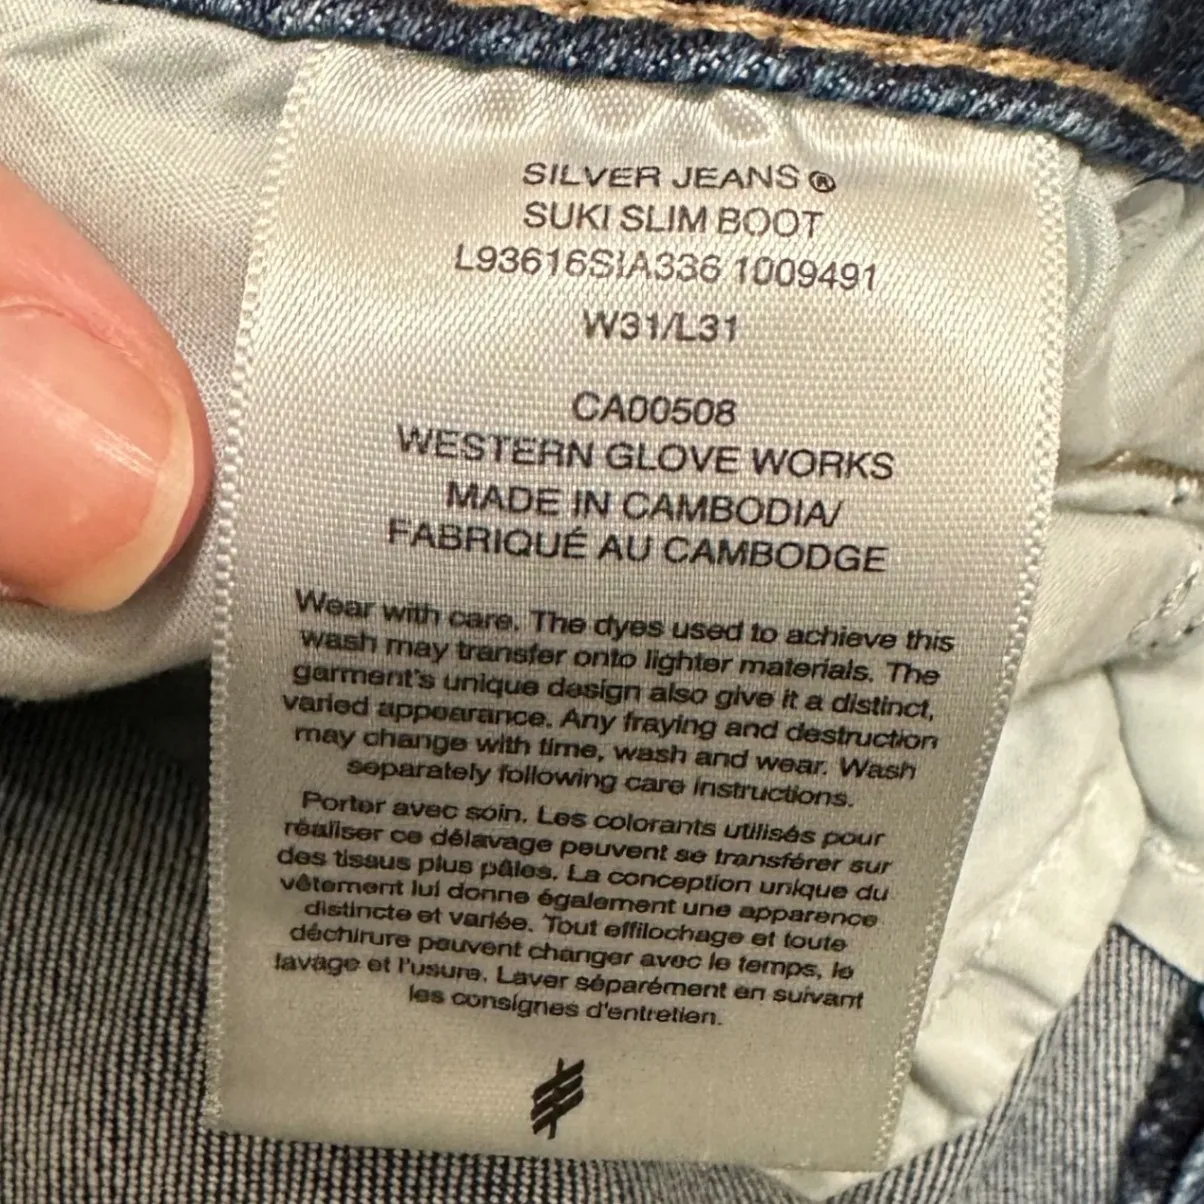 SILVER JEANS®
SUKI SLIM BOOT
L93616SIA336 1009491
W31/L31
CA00508
WESTERN GLOVE WORKS
MADE IN CAMBODIA/
FABRIQUÉ AU CAMBODGE
Wear with care. The dyes used to achieve this
wash may transfer onto lighter materials. The
garment's unique design also give it a distinct,
varied appearance. Any fraying and destruction
may change with time, wash and wear. Wash
separately following care instructions.
Porter avec soin. Les colorants utilisés pour
réaliser ce délavage peuvent se transférer sur
des tissus plus pâles. La conception unique du
vêtement lui donne également une apparence
distincte et variée. Tout effilochage et toute
déchirure peuvent changer avec le temps, le
lavage et l'usure. Laver séparément en suivant
les consignes d'entretien.